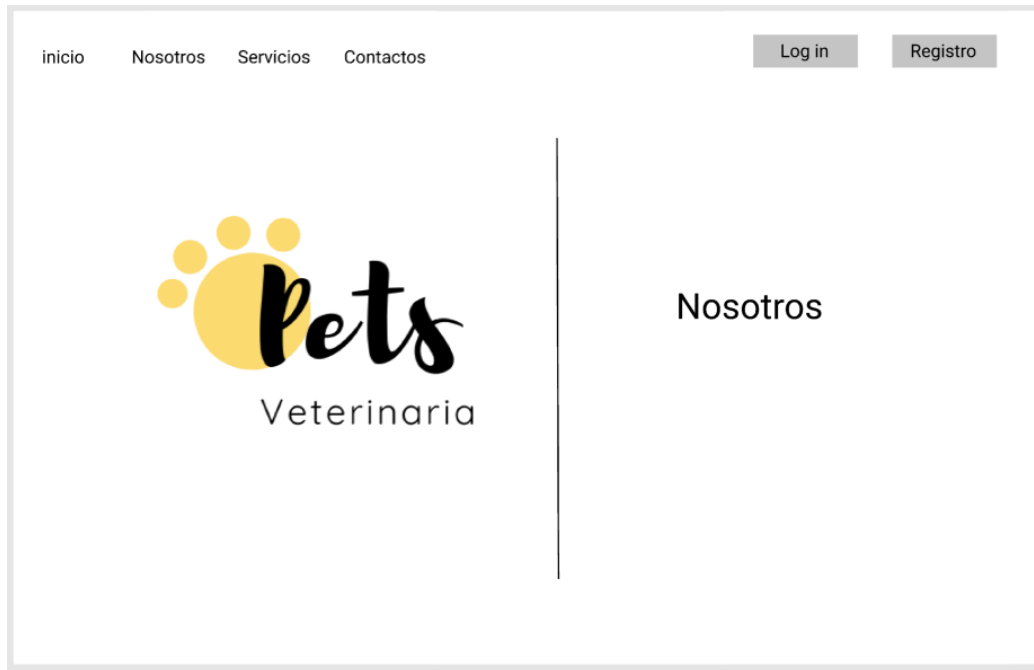 inicio Nosotros Servicios Contactos Log in Registro
Pets
Veterinaria
Nosotros